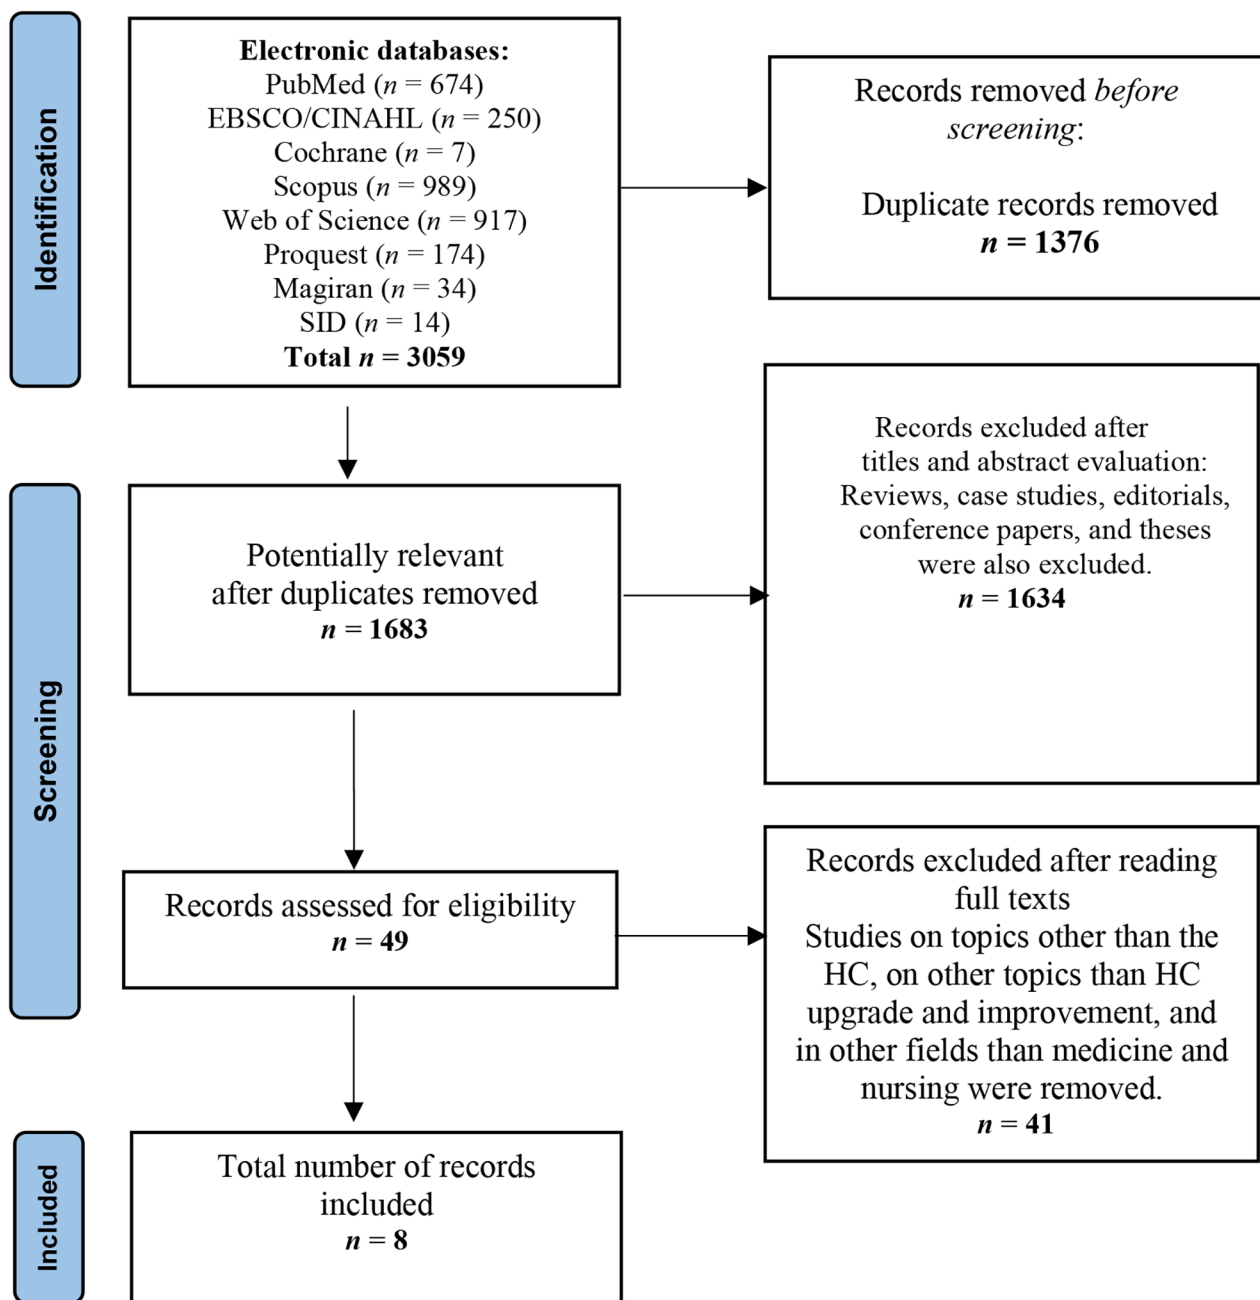 Identification
Electronic databases:
PubMed (n = 674)
EBSCO/CINAHL (n = 250)
Cochrane (n = 7)
Scopus (n = 989)
Web of Science (n = 917)
Proquest (n = 174)
Magiran (n = 34)
SID (n = 14)
Total n = 3059
Records removed before
screening:
Duplicate records removed
n = 1376
Screening
Potentially relevant
after duplicates removed
n = 1683
Records excluded after
titles and abstract evaluation:
Reviews, case studies, editorials,
conference papers, and theses
were also excluded.
n = 1634
Records assessed for eligibility
n = 49
Records excluded after reading
full texts
Studies on topics other than the
HC, on other topics than HC
upgrade and improvement, and
in other fields than medicine and
nursing were removed.
n = 41
Included
Total number of records
included
n = 8